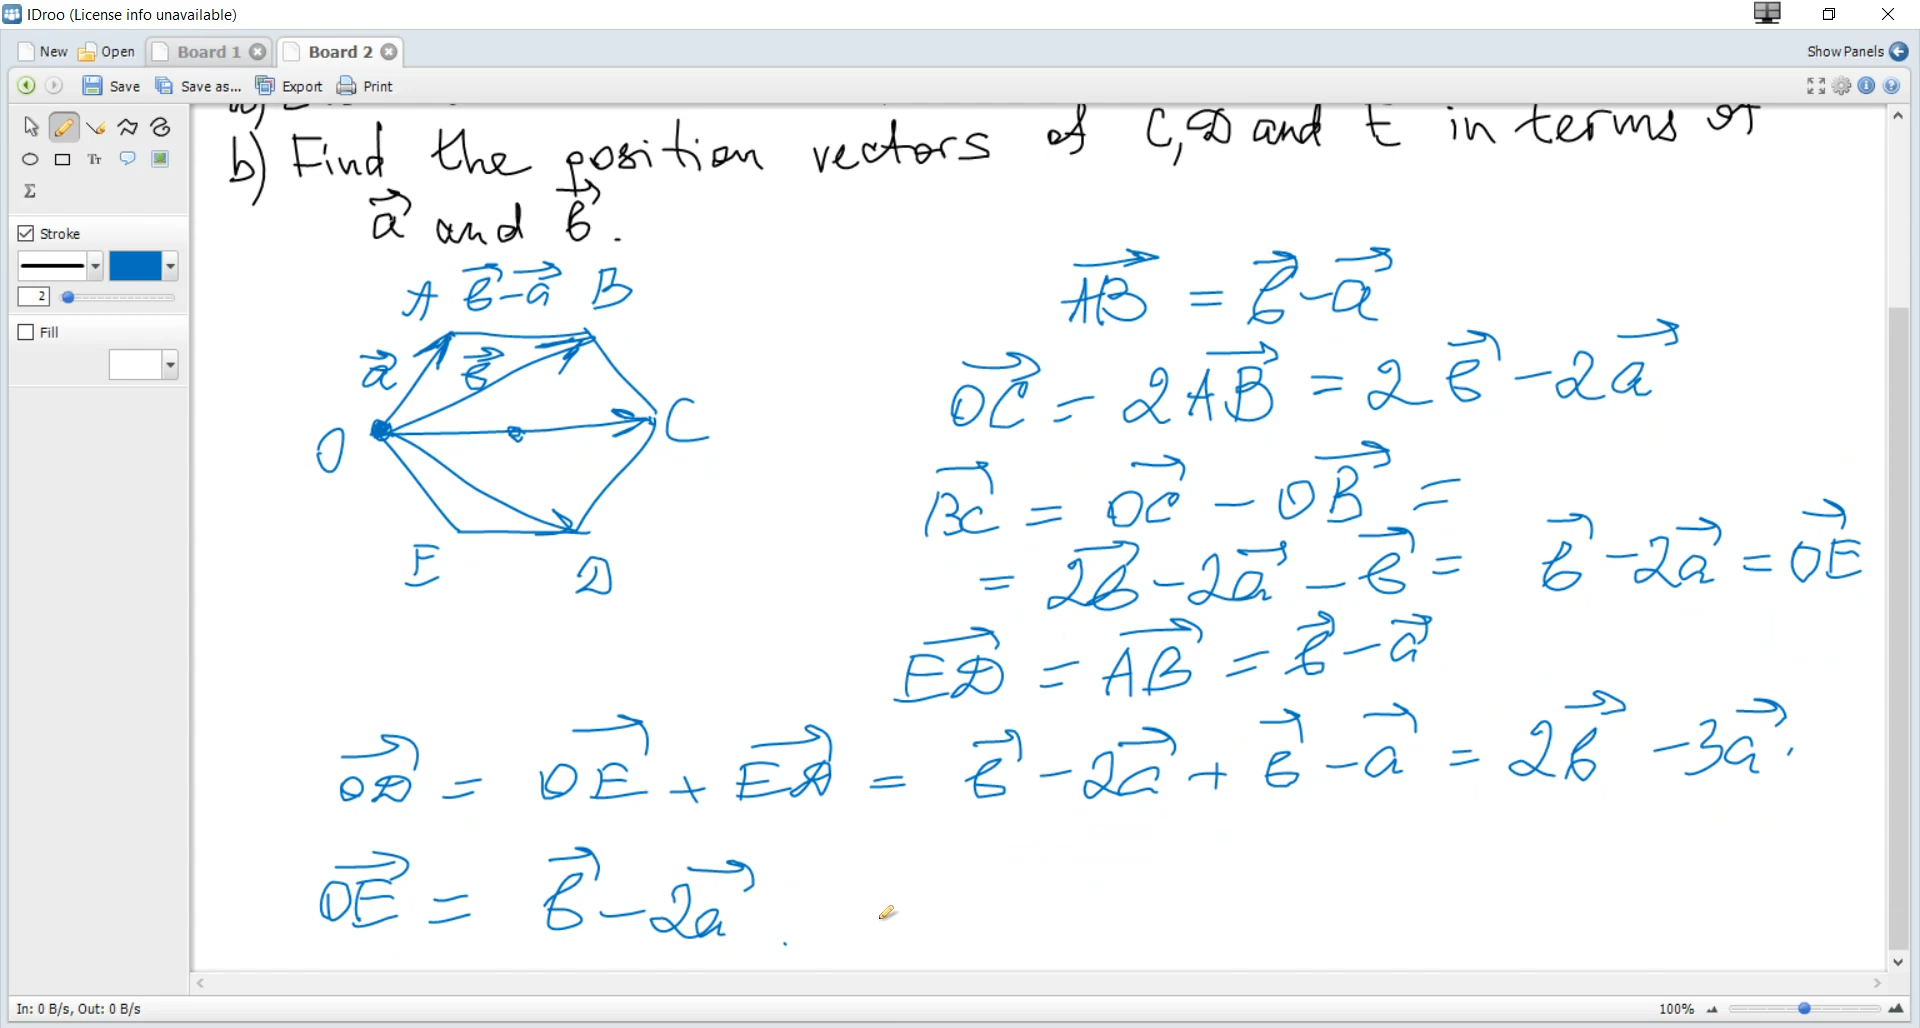 IDroo (License info unavailable)
New Open Board 1 Board 2 Show Panels
Save Save as... Export Print
b) Find the position vectors of C, D and E in terms of
a⃗ and b⃗.
Stroke
2
Fill
A b⃗-a⃗ B
a⃗ b⃗
O C
E D
AB⃗ = b⃗-a⃗
OC⃗ = 2AB⃗ = 2b⃗ - 2a⃗
BC⃗ = OC⃗ - OB⃗ =
= 2b⃗ - 2a⃗ - b⃗ = b⃗ - 2a⃗ = OE⃗
ED⃗ = AB⃗ = b⃗ - a⃗
OD⃗ = OE⃗ + ED⃗ = b⃗ - 2a⃗ + b⃗ - a⃗ = 2b⃗ - 3a⃗.
OE⃗ = b⃗ - 2a⃗.
In: 0 B/s, Out: 0 B/s 100%